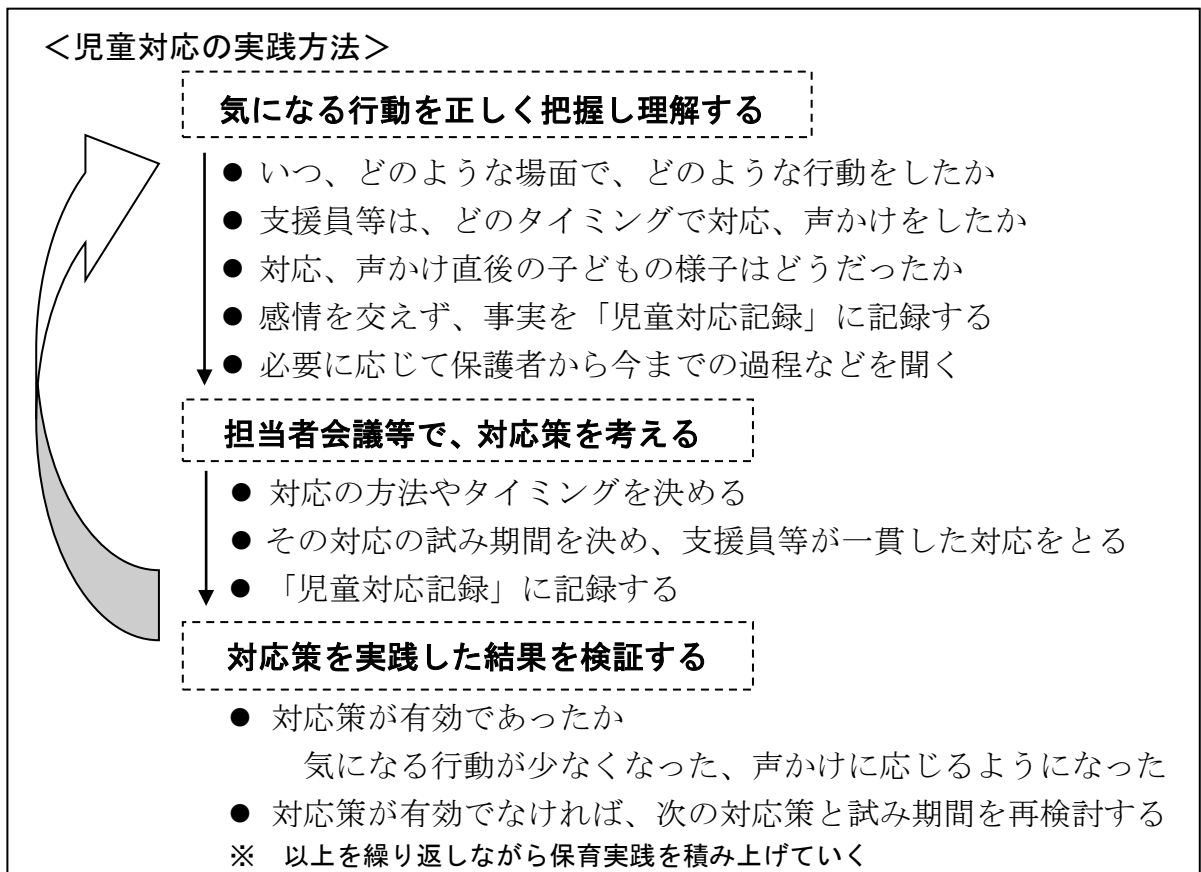 ＜児童対応の実践方法＞
気になる行動を正しく把握し理解する
● いつ、どのような場面で、どのような行動をしたか
● 支援員等は、どのタイミングで対応、声かけをしたか
● 対応、声かけ直後の子どもの様子はどうだったか
● 感情を交えず、事実を「児童対応記録」に記録する
● 必要に応じて保護者から今までの過程などを聞く
担当者会議等で、対応策を考える
● 対応の方法やタイミングを決める
● その対応の試み期間を決め、支援員等が一貫した対応をとる
● 「児童対応記録」に記録する
対応策を実践した結果を検証する
● 対応策が有効であったか
気になる行動が少なくなった、声かけに応じるようになった
● 対応策が有効でなければ、次の対応策と試み期間を再検討する
※　以上を繰り返しながら保育実践を積み上げていく